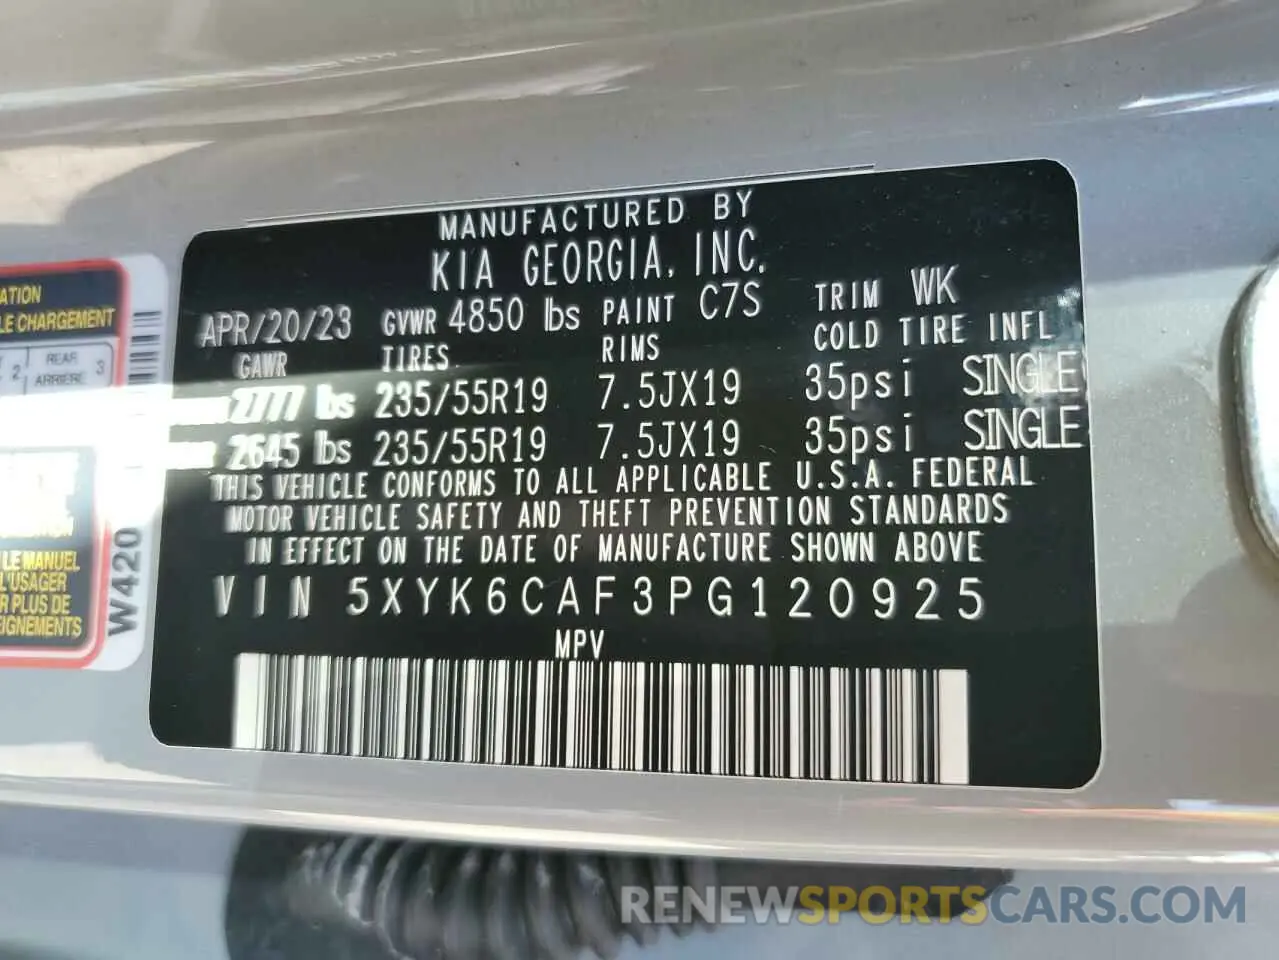 MANUFACTURED BY
KIA GEORGIA, INC.
APR/20/23 GVWR 4850 lbs PAINT C7S TRIM WK
GAWR TIRES RIMS COLD TIRE INFL
2777 lbs 235/55R19 7.5JX19 35psi SINGLE
2645 lbs 235/55R19 7.5JX19 35psi SINGLE
THIS VEHICLE CONFORMS TO ALL APPLICABLE U.S.A. FEDERAL
MOTOR VEHICLE SAFETY AND THEFT PREVENTION STANDARDS
IN EFFECT ON THE DATE OF MANUFACTURE SHOWN ABOVE
VIN 5XYK6CAF3PG120925
MPV
CHARGEMENT
2 REAR 3
ARRIERE
LE MANUEL
L'USAGER
PLUS DE
W420
RENEWSPORTSCARS.COM